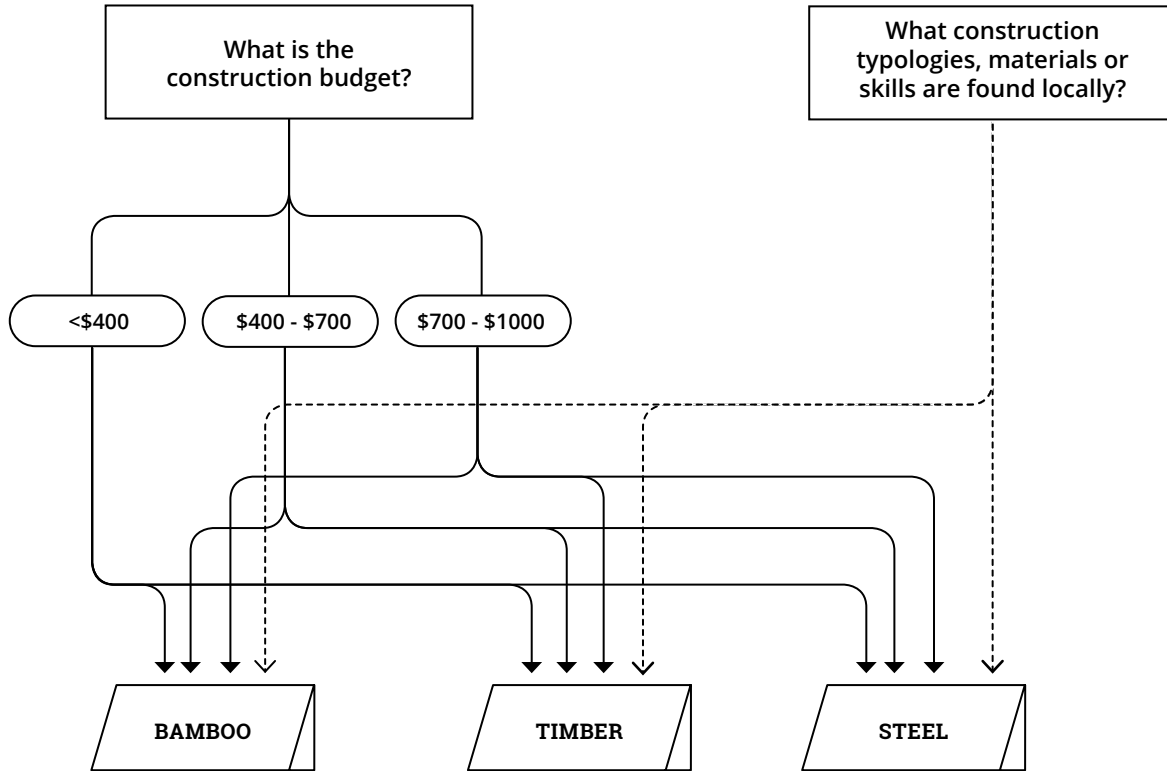 What is the
construction budget?
What construction
typologies, materials or
skills are found locally?
<$400
$400 - $700
$700 - $1000
BAMBOO
TIMBER
STEEL